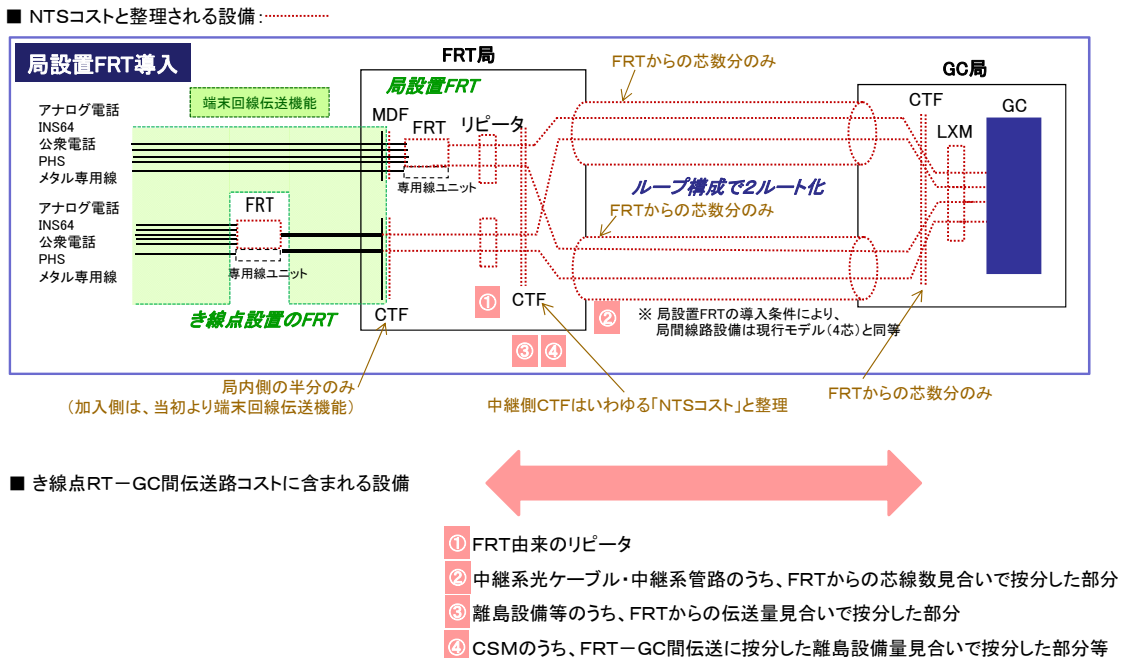 ■ NTSコストと整理される設備:
局設置FRT導入
FRT局
FRTからの芯数分のみ
GC局
局設置FRT
端末回線伝送機能
アナログ電話
INS64
公衆電話
PHS
メタル専用線
MDF
FRT
リピータ
専用線ユニット
CTF
LXM
GC
ループ構成で2ルート化
FRTからの芯数分のみ
アナログ電話
INS64
公衆電話
PHS
メタル専用線
FRT
専用線ユニット
き線点設置のFRT
CTF
①
CTF
②
③ ④
※ 局設置FRTの導入条件により、
局間線路設備は現行モデル(4芯)と同等
局内側の半分のみ
(加入側は、当初より端末回線伝送機能)
中継側CTFはいわゆる「NTSコスト」と整理
FRTからの芯数分のみ
■ き線点RT－GC間伝送路コストに含まれる設備
① FRT由来のリピータ
② 中継系光ケーブル・中継系管路のうち、FRTからの芯線数見合いで按分した部分
③ 離島設備等のうち、FRTからの伝送量見合いで按分した部分
④ CSMのうち、FRT－GC間伝送に按分した離島設備量見合いで按分した部分等